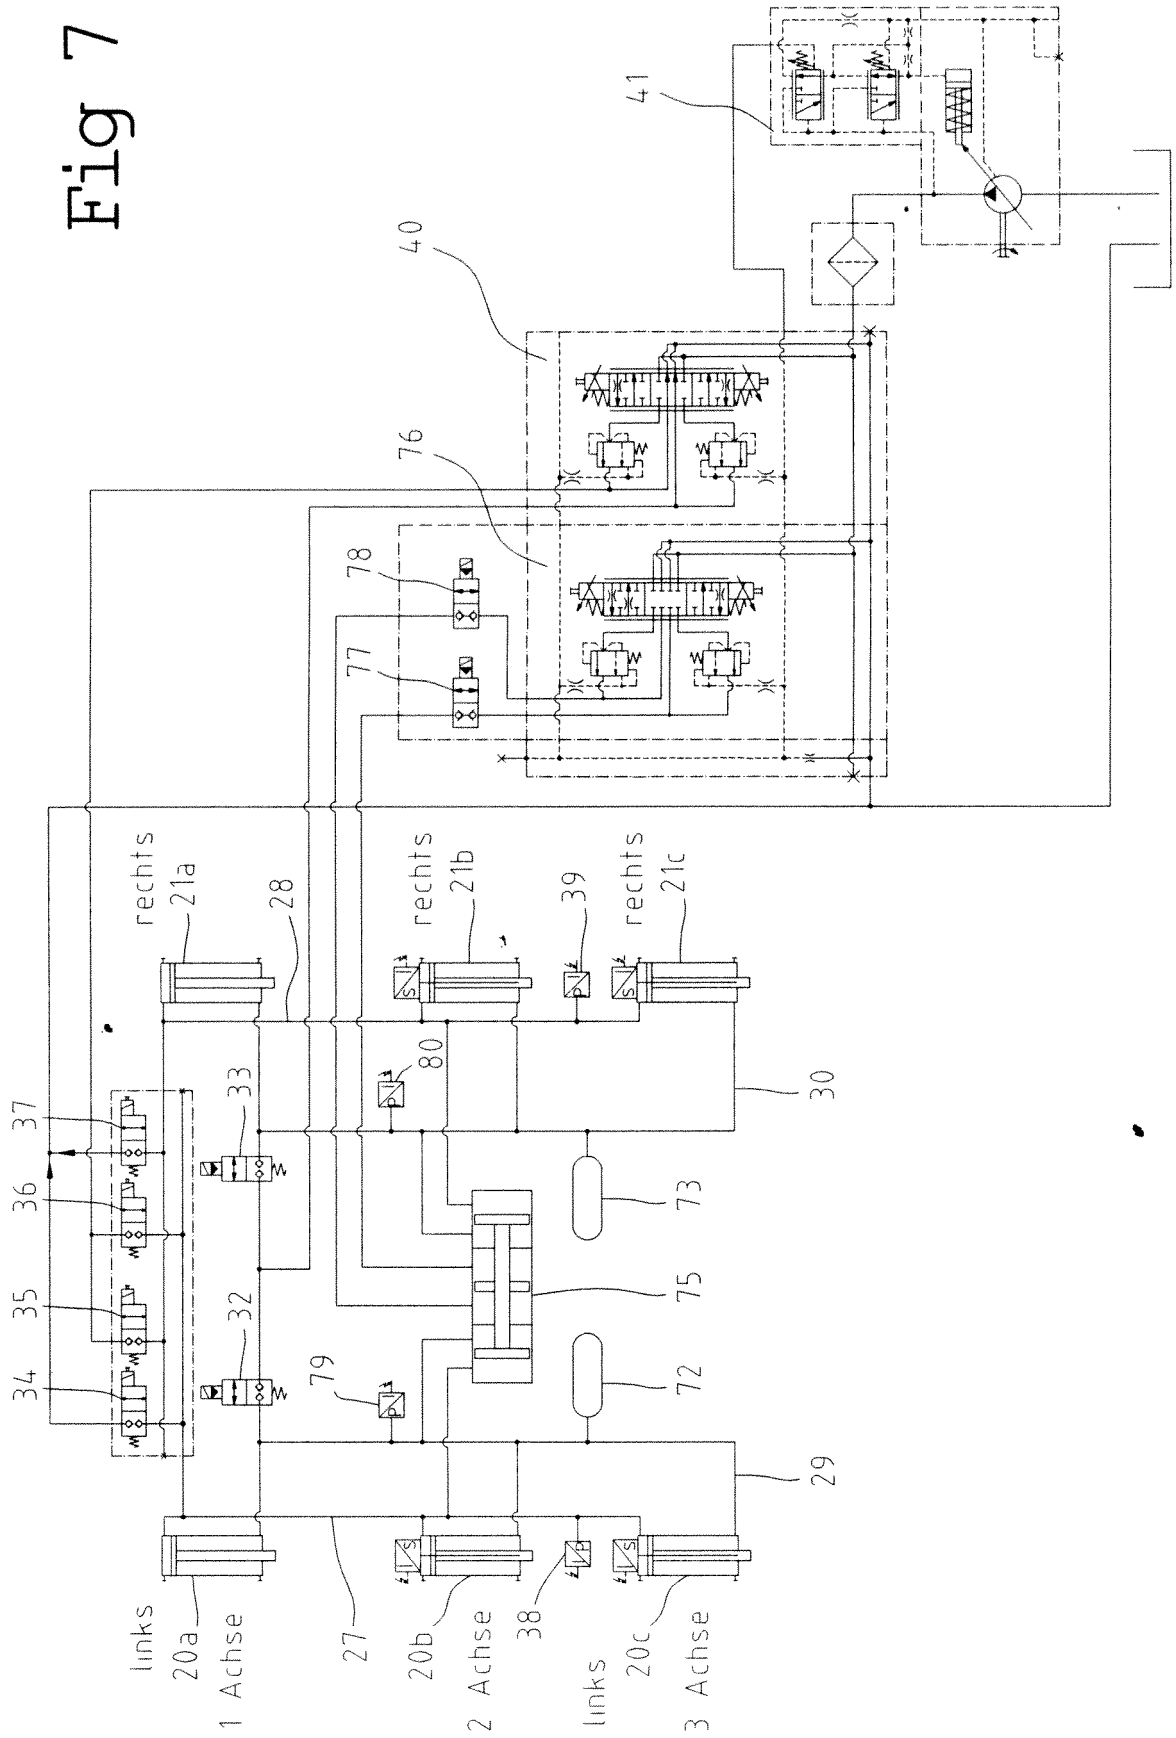 Fig 7
41
40
76
78
77
rechts
21a
28
rechts
21b
39
rechts
21c
37
33
80
30
36
73
35
32
75
34
79
72
29
links
20a
1 Achse
27
20b
2 Achse
38
links
20c
3 Achse
S
S
S
S
p
p
p
p